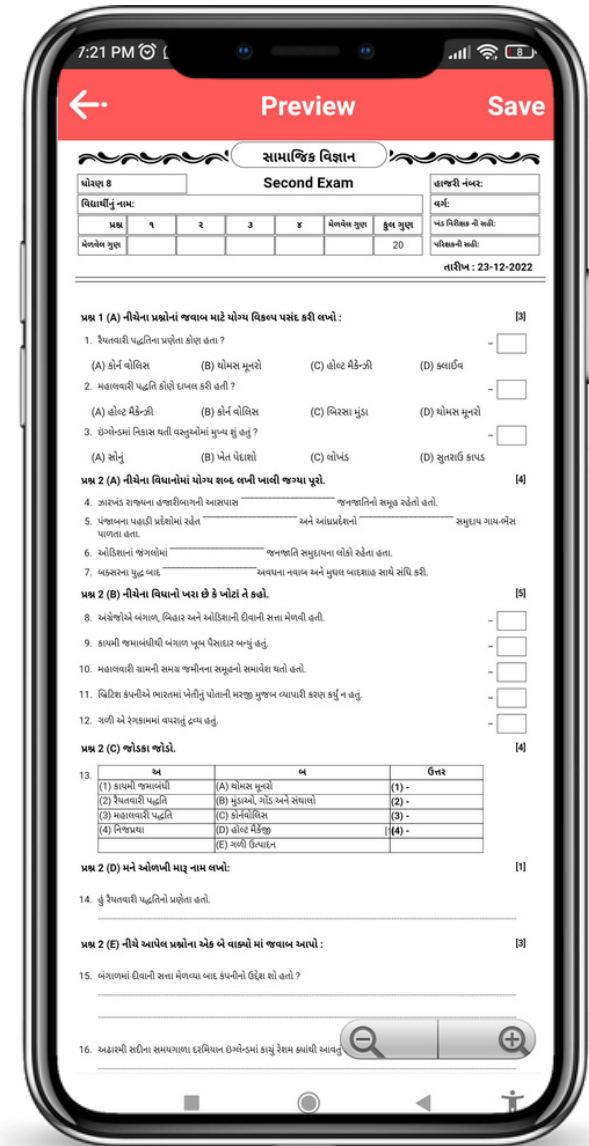 7:21 PM
8
Preview
Save
સામાજિક વિજ્ઞાન
ધોરણ 8
Second Exam
હાજરી નંબર:
વિદ્યાર્થીનું નામ:
વર્ગ:
પ્રશ્ન ૧ ૨ ૩ ૪ મેળવેલ ગુણ કુલ ગુણ
ખંડ નિરીક્ષક ની સહી:
મેળવેલ ગુણ 20
પરિક્ષકની સહી:
તારીખ : 23-12-2022
પ્રશ્ન 1 (A) નીચેના પ્રશ્નોનાં જવાબ માટે યોગ્ય વિકલ્પ પસંદ કરી લખો : [3]
1. રૈયતવારી પદ્ધતિના પ્રણેતા કોણ હતા ? –
(A) કોર્ન વોલિસ (B) થોમસ મૂનરો (C) હોલ્ટ મૅકેન્ઝી (D) ક્લાઈવ
2. મહાલવારી પદ્ધતિ કોણે દાખલ કરી હતી ? –
(A) હોલ્ટ મૅકેન્ઝી (B) કોર્ન વોલિસ (C) બિરસા મુંડા (D) થોમસ મૂનરો
3. ઇંગ્લેન્ડમાં નિકાસ થતી વસ્તુઓમાં મુખ્ય શું હતું ? –
(A) સોનું (B) ખેત પેદાશો (C) લોખંડ (D) સુતરાઉ કાપડ
પ્રશ્ન 2 (A) નીચેના વિધાનોમાં યોગ્ય શબ્દ લખી ખાલી જગ્યા પૂરો. [4]
4. ઝારખંડ રાજ્યના હજારીબાગની આસપાસ ____________ જનજાતિનો સમૂહ રહેતો હતો.
5. પંજાબના પહાડી પ્રદેશોમાં રહેત ____________ અને આંધ્રપ્રદેશનો ____________ સમુદાય ગાય-ભેંસ
પાળતા હતા.
6. ઓડિશાનાં જંગલોમાં ____________ જનજાતિ સમુદાયના લોકો રહેતા હતા.
7. બક્સરના યુદ્ધ બાદ ____________ અવધના નવાબ અને મુઘલ બાદશાહ સાથે સંધિ કરી.
પ્રશ્ન 2 (B) નીચેના વિધાનો ખરા છે કે ખોટાં તે કહો. [5]
8. અંગ્રેજોએ બંગાળ, બિહાર અને ઓડિશાની દીવાની સત્તા મેળવી હતી. –
9. કાયમી જમાબંધીથી બંગાળ ખૂબ પૈસાદાર બન્યું હતું. –
10. મહાલવારી ગ્રામની સમગ્ર જમીનના સમૂહનો સમાવેશ થતો હતો. –
11. બ્રિટિશ કંપનીએ ભારતમાં ખેતીનું પોતાની મરજી મુજબ વ્યાપારી કરણ કર્યું ન હતું. –
12. ગળી એ રંગકામમાં વપરાતું દ્રવ્ય હતું. –
પ્રશ્ન 2 (C) જોડકા જોડો. [4]
13. અ બ ઉત્તર
(1) કાયમી જમાબંધી (A) થોમસ મૂનરો (1) -
(2) રૈયતવારી પદ્ધતિ (B) મુંડાઓ, ગોંડ અને સંથાલો (2) -
(3) મહાલવારી પદ્ધતિ (C) કોર્નવોલિસ (3) -
(4) નિજપ્રથા (D) હોલ્ટ મૅકેંજી (4) -
(E) ગળી ઉત્પાદન
પ્રશ્ન 2 (D) મને ઓળખી મારૂ નામ લખો: [1]
14. હું રૈયતવારી પદ્ધતિનો પ્રણેતા હતો.
પ્રશ્ન 2 (E) નીચે આપેલ પ્રશ્નોના એક બે વાક્યો માં જવાબ આપો : [3]
15. બંગાળમાં દીવાની સત્તા મેળવ્યા બાદ કંપનીનો ઉદ્દેશ શો હતો ?
16. અઢારમી સદીના સમયગાળા દરમિયાન ઇંગ્લેન્ડમાં કાચું રેશમ ક્યાંથી આવતું